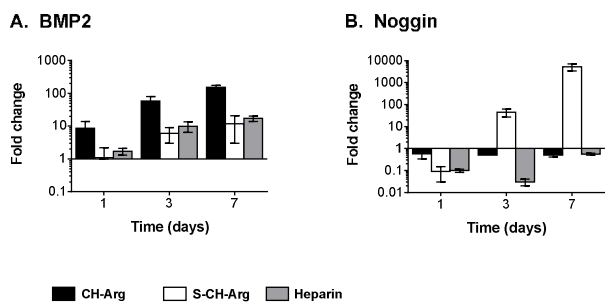 A. BMP2
B. Noggin
Fold change
1000
100
10
1
0.1
1 3 7
Time (days)
Fold change
10000
1000
100
10
1
0.1
0.01
1 3 7
Time (days)
CH-Arg S-CH-Arg Heparin